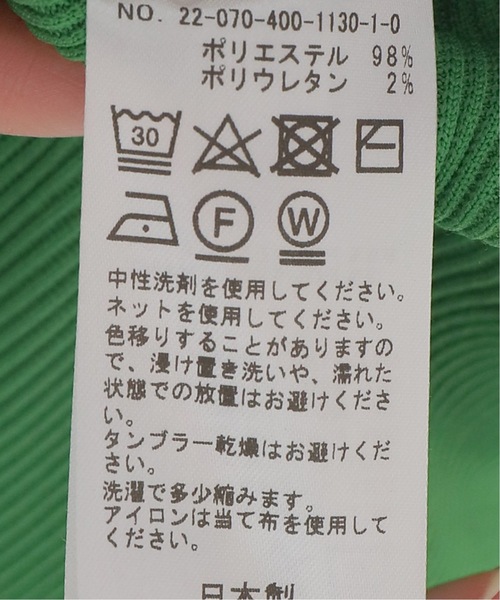 NO. 22-070-400-1130-1-0
ポリエステル 98%
ポリウレタン 2%
30
F W
中性洗剤を使用してください。
ネットを使用してください。
色移りすることがありますの
で、浸け置き洗いや、濡れた
状態での放置はお避けくださ
い。
タンブラー乾燥はお避けくだ
さい。
洗濯で多少縮みます。
アイロンは当て布を使用して
ください。
日本製